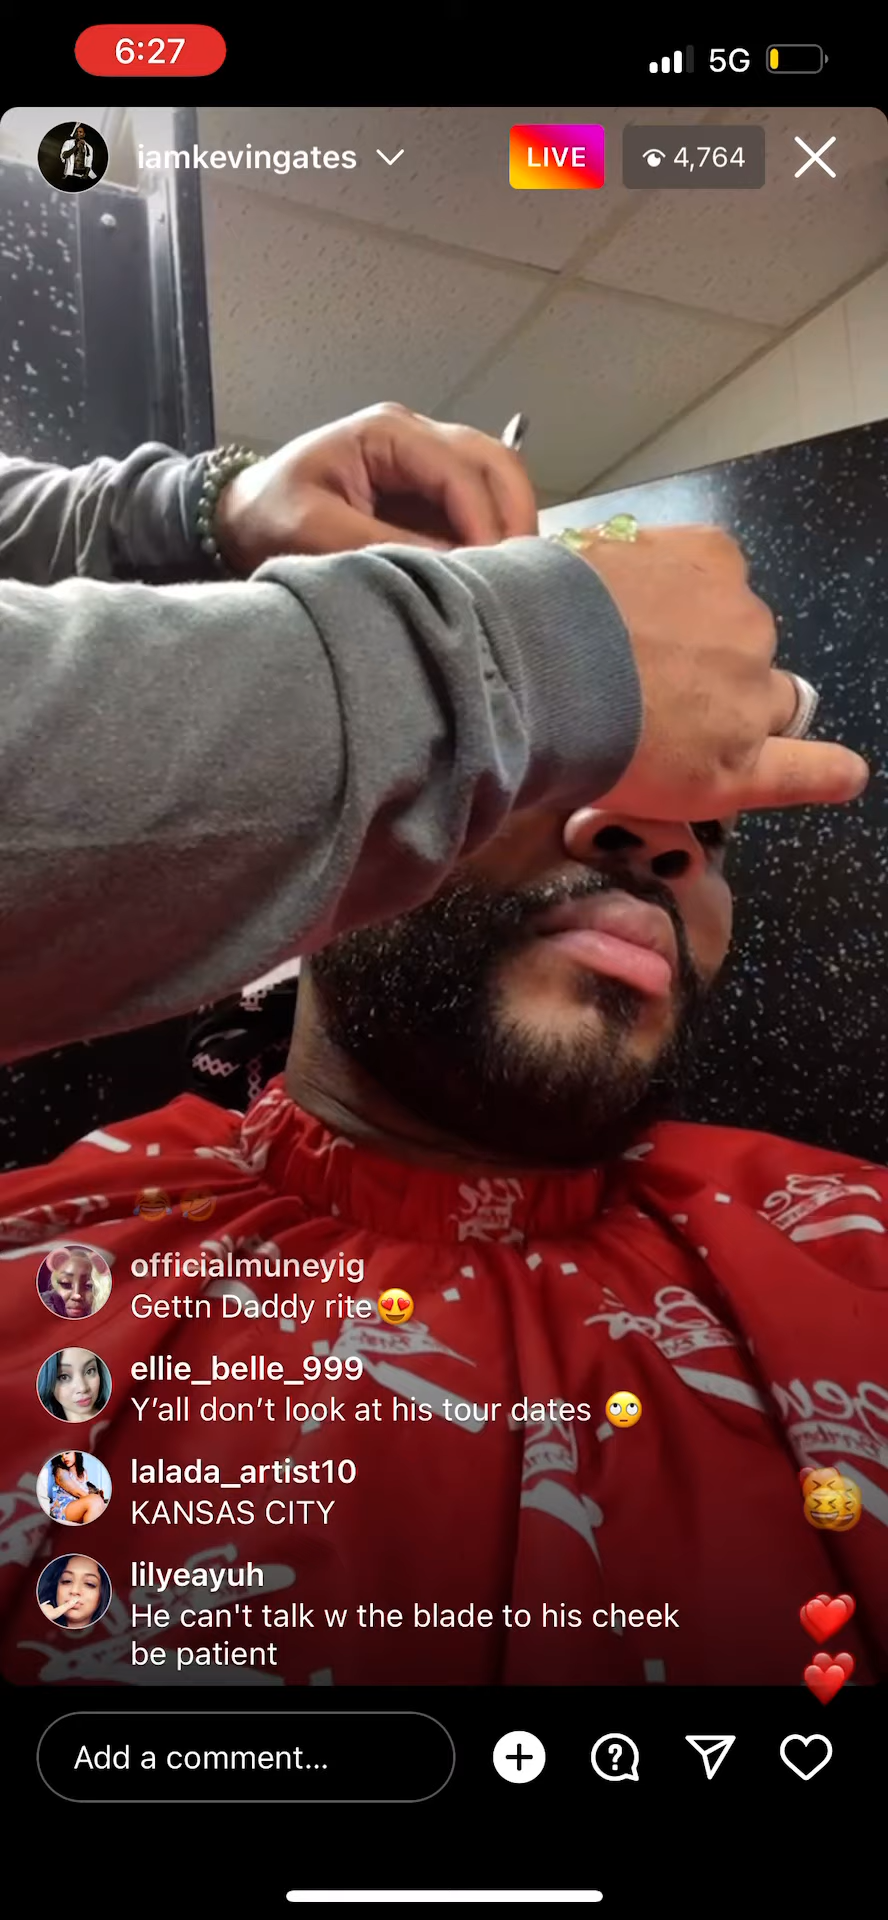 6:27
5G
iamkevingates
LIVE
4,764
officialmuneyig
Gettn Daddy rite😍
ellie_belle_999
Y’all don’t look at his tour dates 🙄
lalada_artist10
KANSAS CITY
lilyeayuh
He can't talk w the blade to his cheek
be patient
Add a comment...